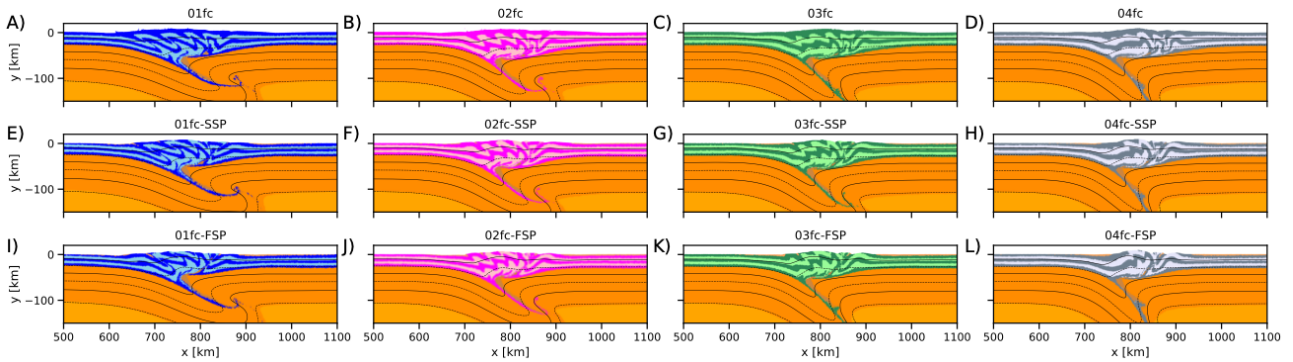 A) 01fc B) 02fc C) 03fc D) 04fc
0
y [km]
−100
E) 01fc-SSP F) 02fc-SSP G) 03fc-SSP H) 04fc-SSP
0
y [km]
−100
I) 01fc-FSP J) 02fc-FSP K) 03fc-FSP L) 04fc-FSP
0
y [km]
−100
500 600 700 800 900 1000 1100 500 600 700 800 900 1000 1100 500 600 700 800 900 1000 1100 500 600 700 800 900 1000 1100
x [km] x [km] x [km] x [km]